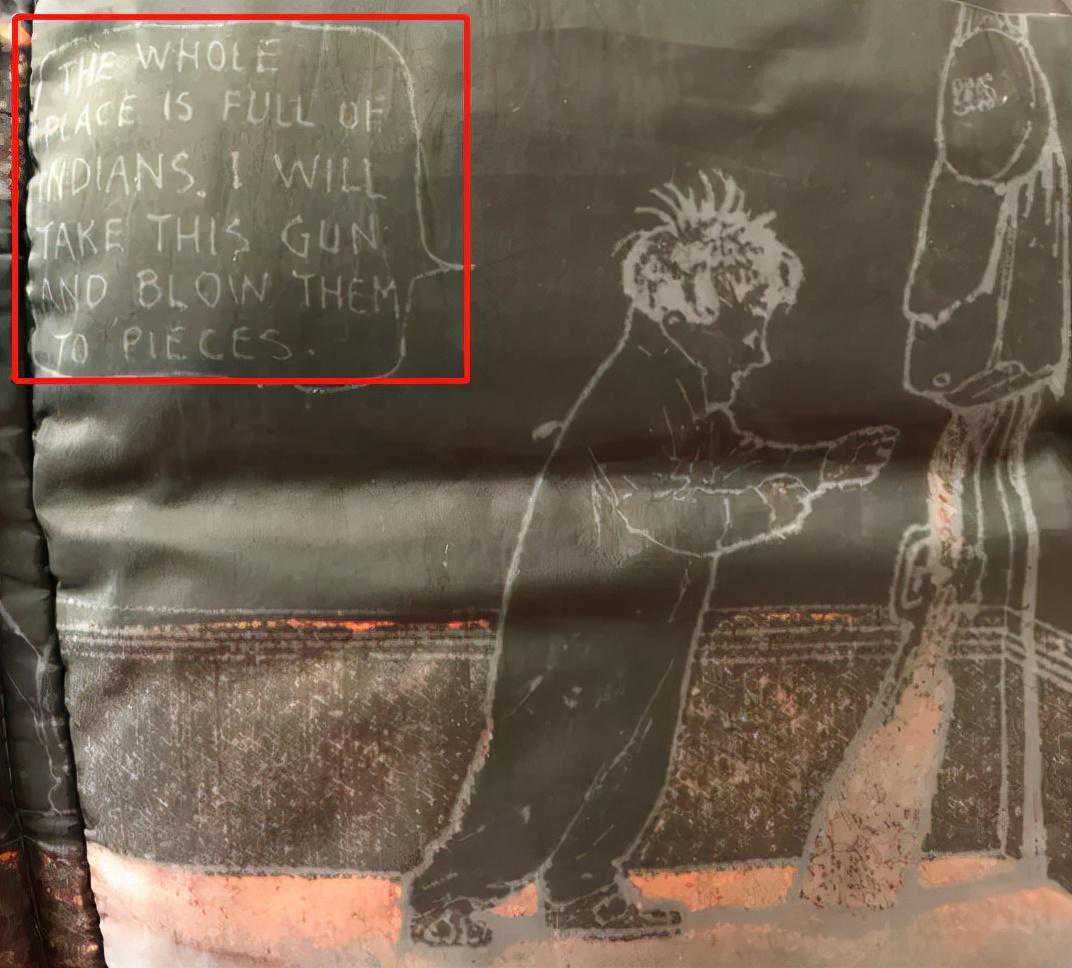 THE WHOLE
PLACE IS FULL OF
INDIANS. I WILL
TAKE THIS GUN
AND BLOW THEM
TO PIECES.